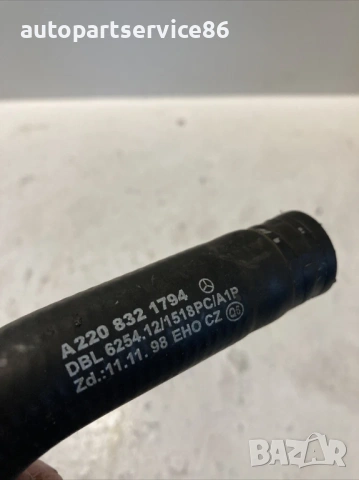 autopartservice86
A220 832 1794
DBL 6254.12/1518PC/A1P
Zd.:11.11.98 EHO CZ
BAZAR